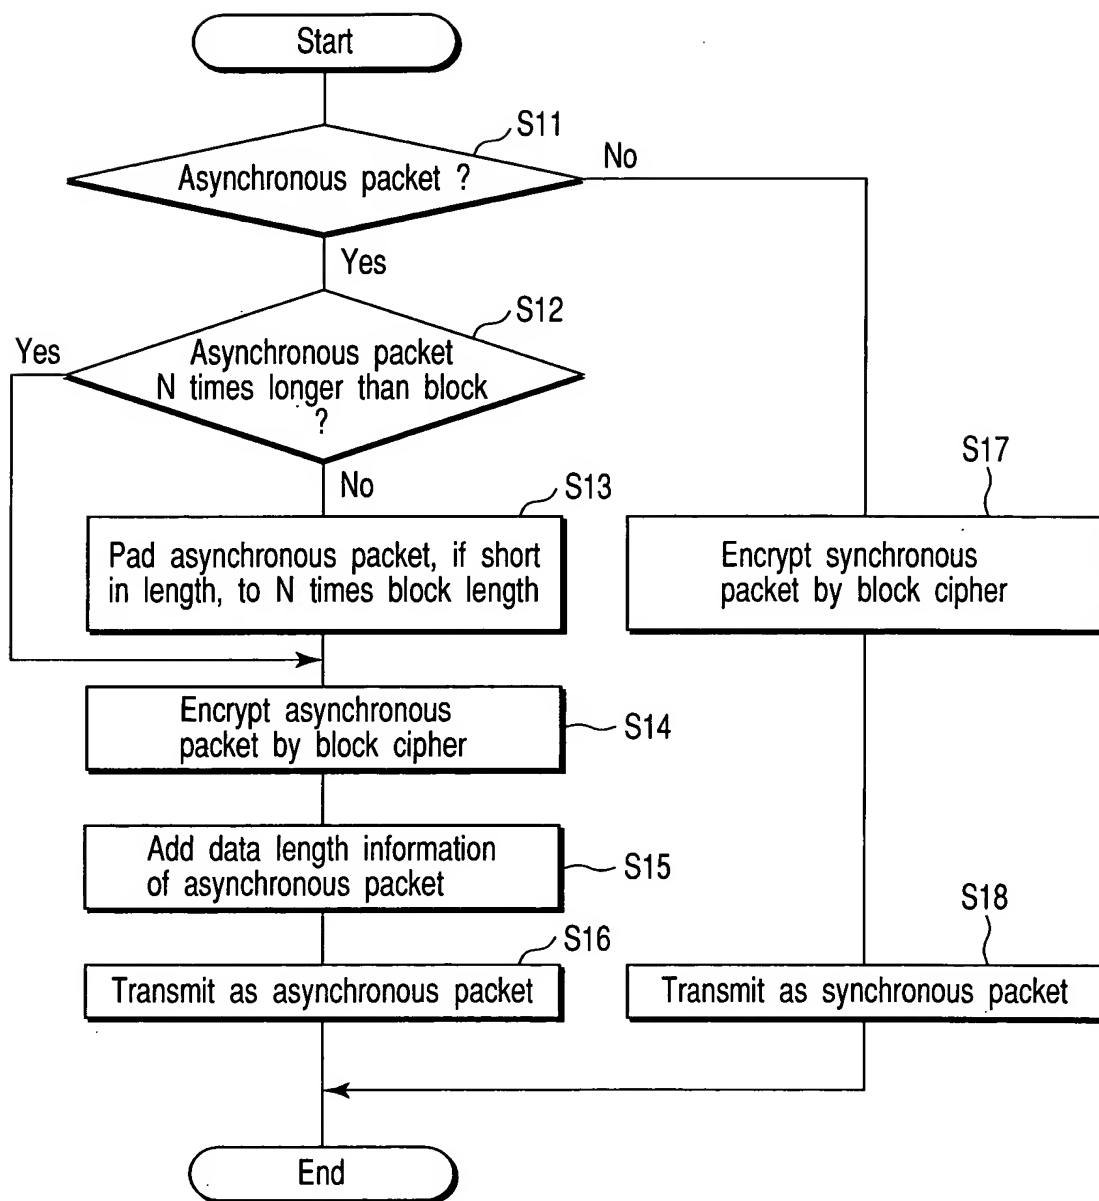 Start
S11
Asynchronous packet ?
No
Yes
S12
Yes
Asynchronous packet
N times longer than block
?
No
S13
S17
Pad asynchronous packet, if short
in length, to N times block length
Encrypt synchronous
packet by block cipher
Encrypt asynchronous
packet by block cipher
S14
Add data length information
of asynchronous packet
S15
S16
S18
Transmit as asynchronous packet
Transmit as synchronous packet
End